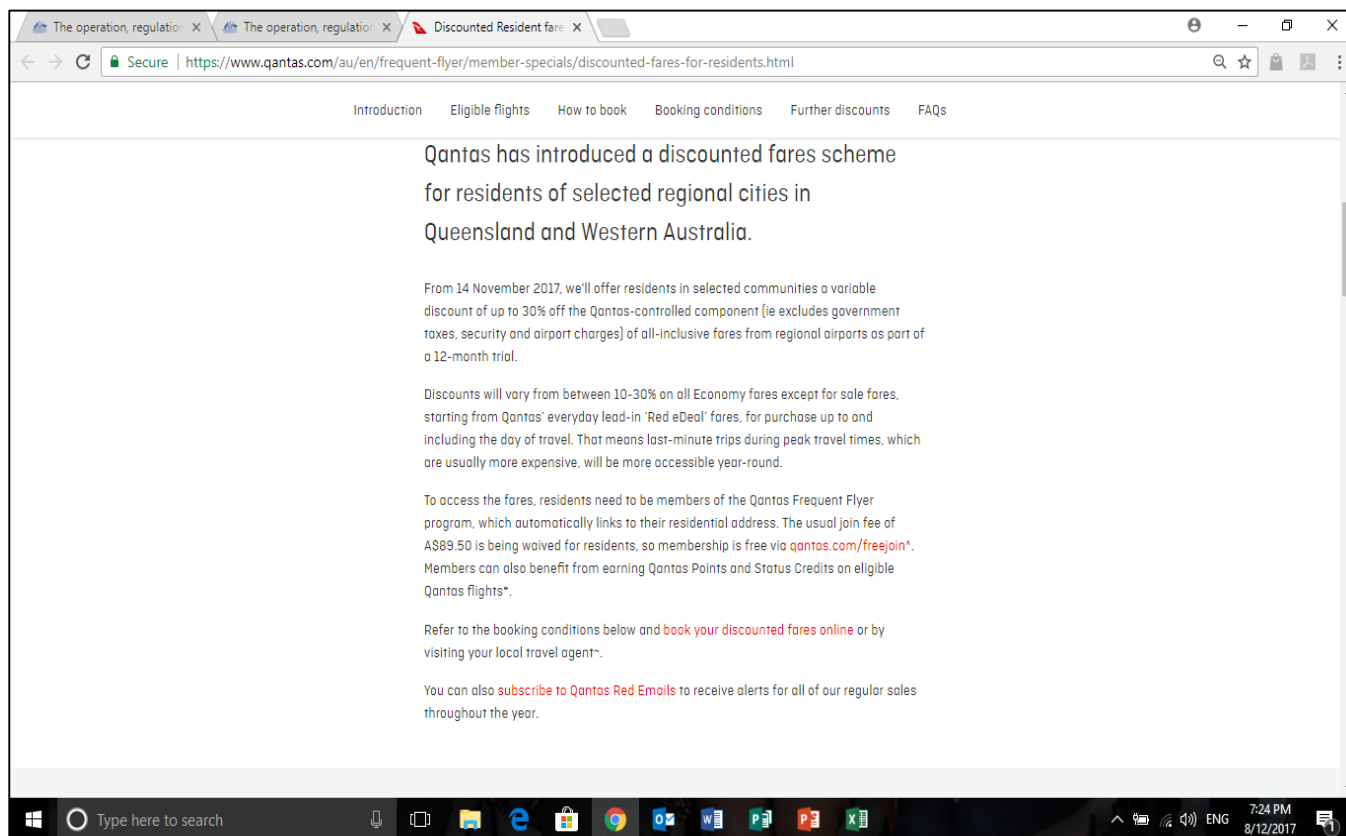 The operation, regulation
The operation, regulation
Discounted Resident fare
Secure
https://www.qantas.com/au/en/frequent-flyer/member-specials/discounted-fares-for-residents.html
Introduction Eligible flights How to book Booking conditions Further discounts FAQs
Qantas has introduced a discounted fares scheme
for residents of selected regional cities in
Queensland and Western Australia.
From 14 November 2017, we'll offer residents in selected communities a variable
discount of up to 30% off the Qantas-controlled component (ie excludes government
taxes, security and airport charges) of all-inclusive fares from regional airports as part of
a 12-month trial.
Discounts will vary from between 10-30% on all Economy fares except for sale fares,
starting from Qantas' everyday lead-in 'Red eDeal' fares, for purchase up to and
including the day of travel. That means last-minute trips during peak travel times, which
are usually more expensive, will be more accessible year-round.
To access the fares, residents need to be members of the Qantas Frequent Flyer
program, which automatically links to their residential address. The usual join fee of
A$89.50 is being waived for residents, so membership is free via qantas.com/freejoin^.
Members can also benefit from earning Qantas Points and Status Credits on eligible
Qantas flights*.
Refer to the booking conditions below and book your discounted fares online or by
visiting your local travel agent~.
You can also subscribe to Qantas Red Emails to receive alerts for all of our regular sales
throughout the year.
Type here to search
ENG
7:24 PM
8/12/2017
1